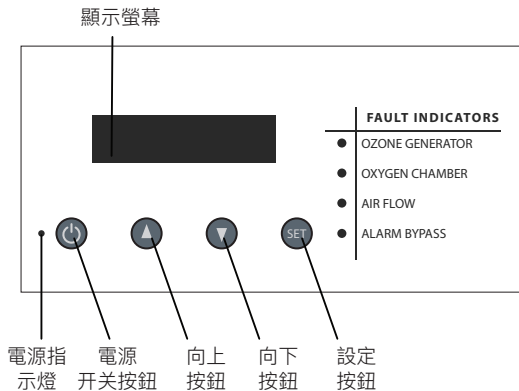 顯示螢幕
FAULT INDICATORS
OZONE GENERATOR
OXYGEN CHAMBER
AIR FLOW
ALARM BYPASS
SET
電源指
示燈
電源
开关按鈕
向上
按鈕
向下
按鈕
設定
按鈕